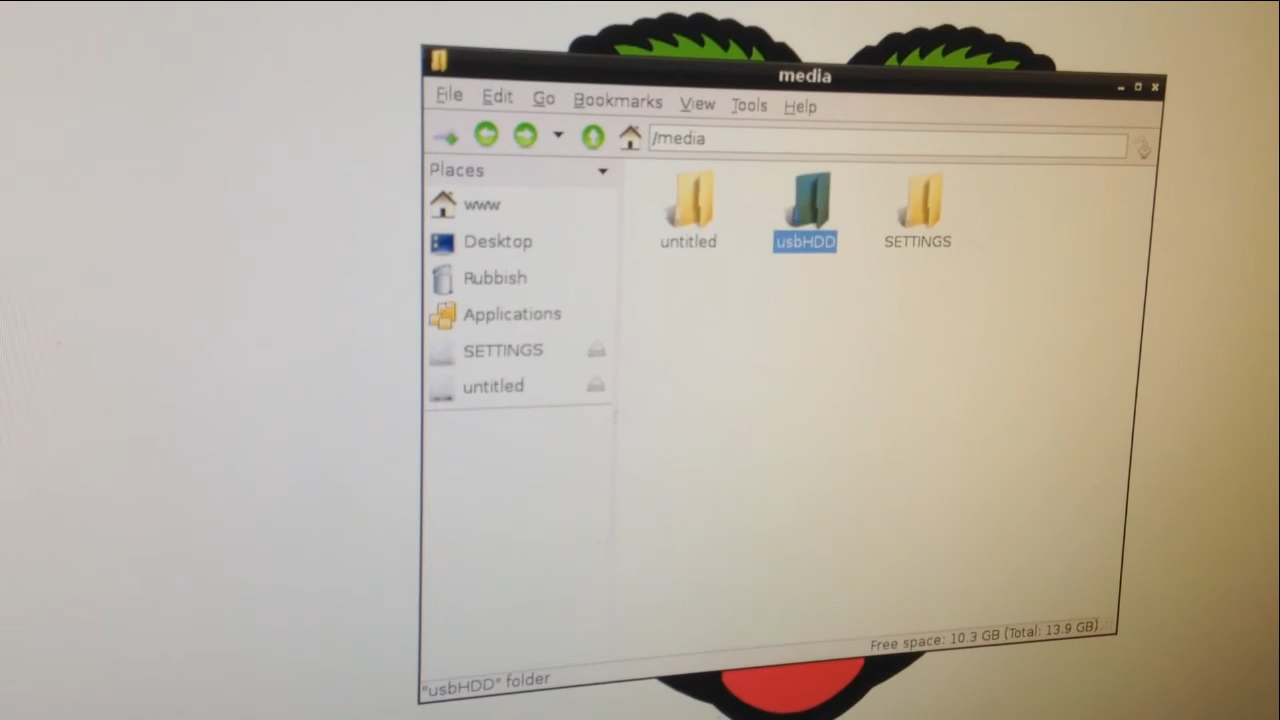 media
File Edit Go Bookmarks View Tools Help
/media
Places
www
Desktop
Rubbish
Applications
SETTINGS
untitled
untitled usbHDD SETTINGS
"usbHDD" folder
Free space: 10.3 GB (Total: 13.9 GB)